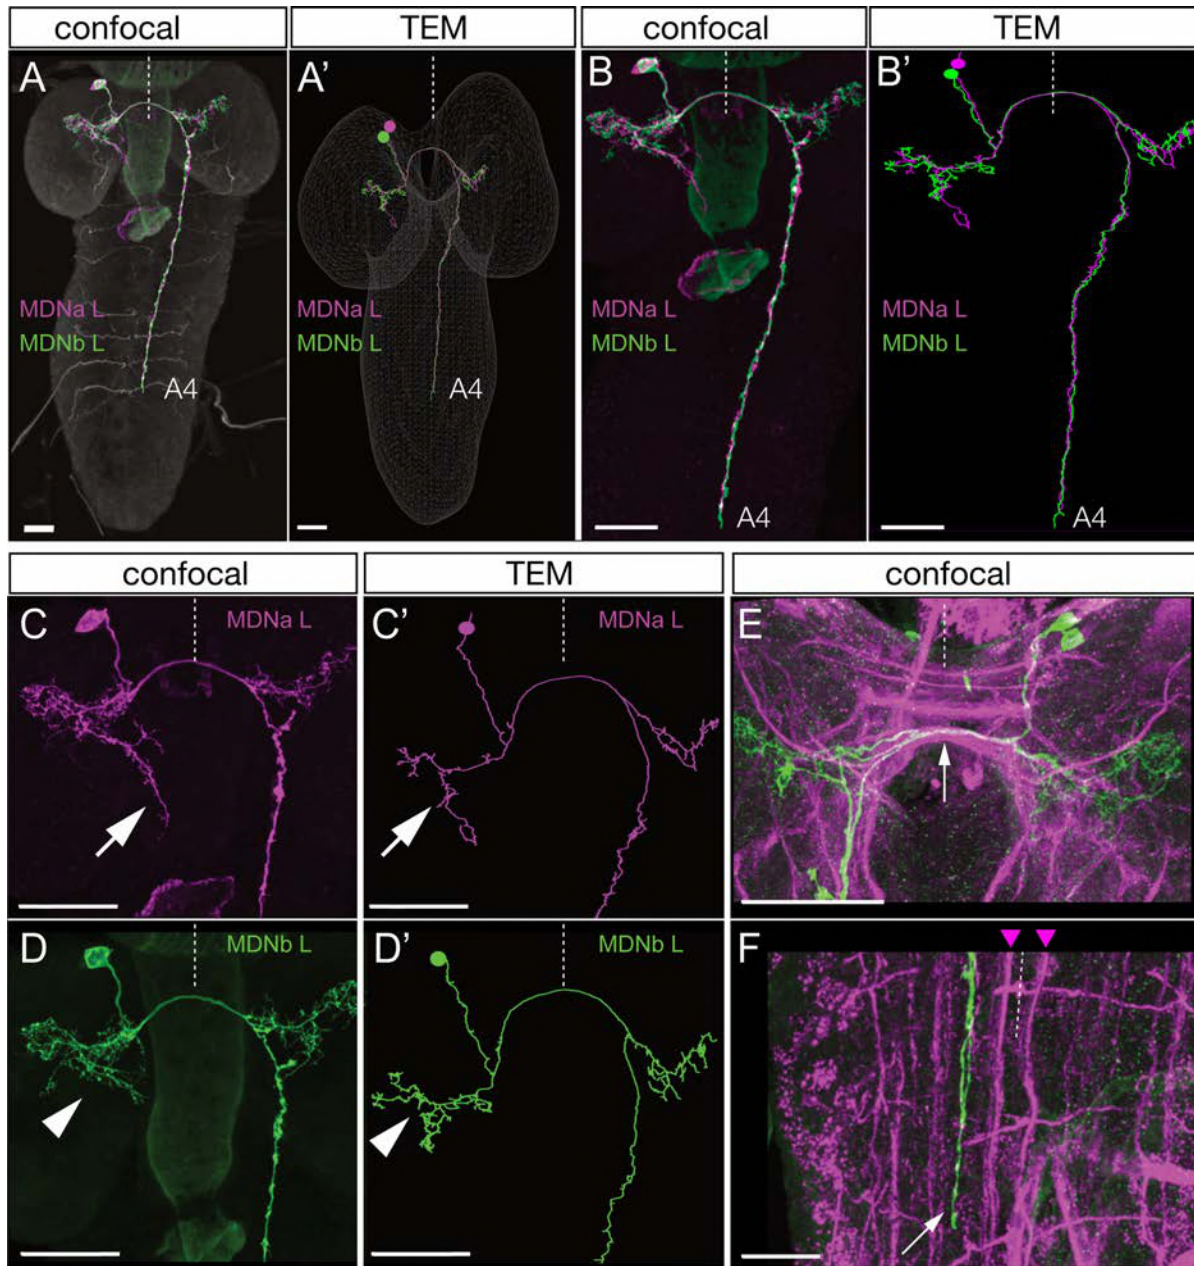 confocal
TEM
confocal
TEM
A
A'
B
B'
MDNa L
MDNb L
A4
MDNa L
MDNb L
A4
MDNa L
MDNb L
A4
MDNa L
MDNb L
A4
confocal
TEM
confocal
C
MDNa L
C'
MDNa L
E
D
MDNb L
D'
MDNb L
F